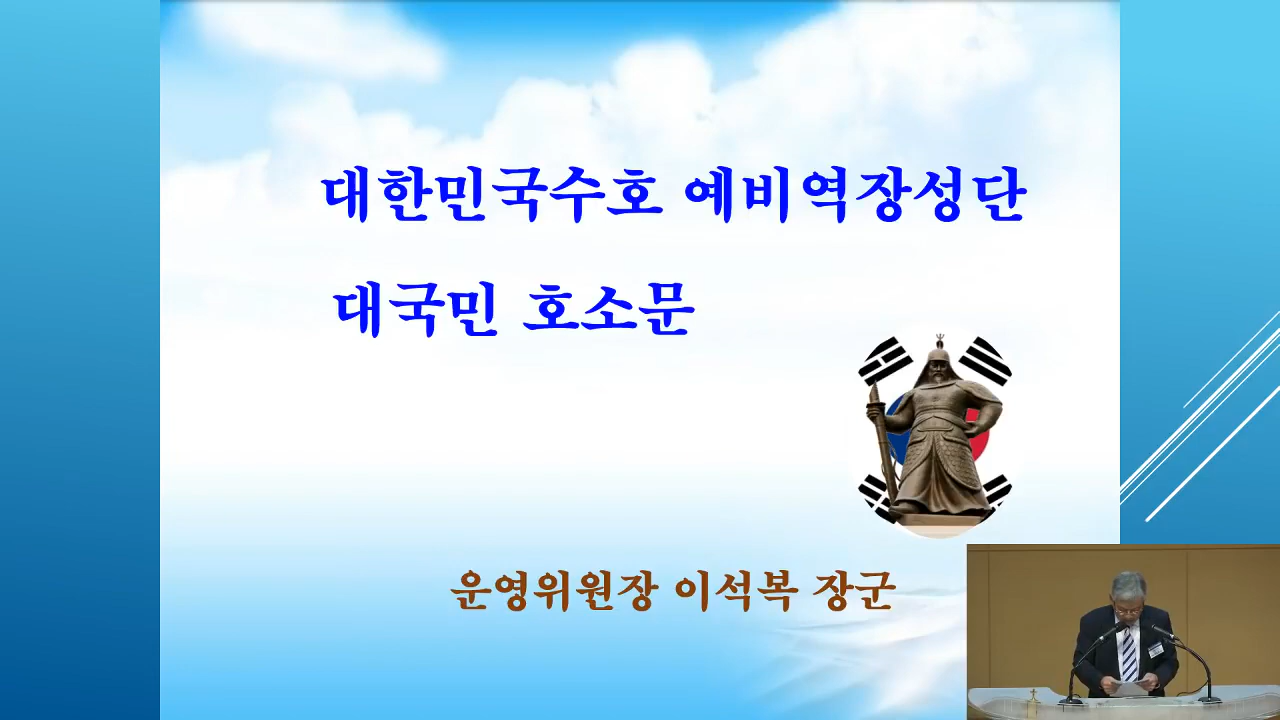 대한민국수호 예비역장성단
대국민 호소문
운영위원장 이석복 장군